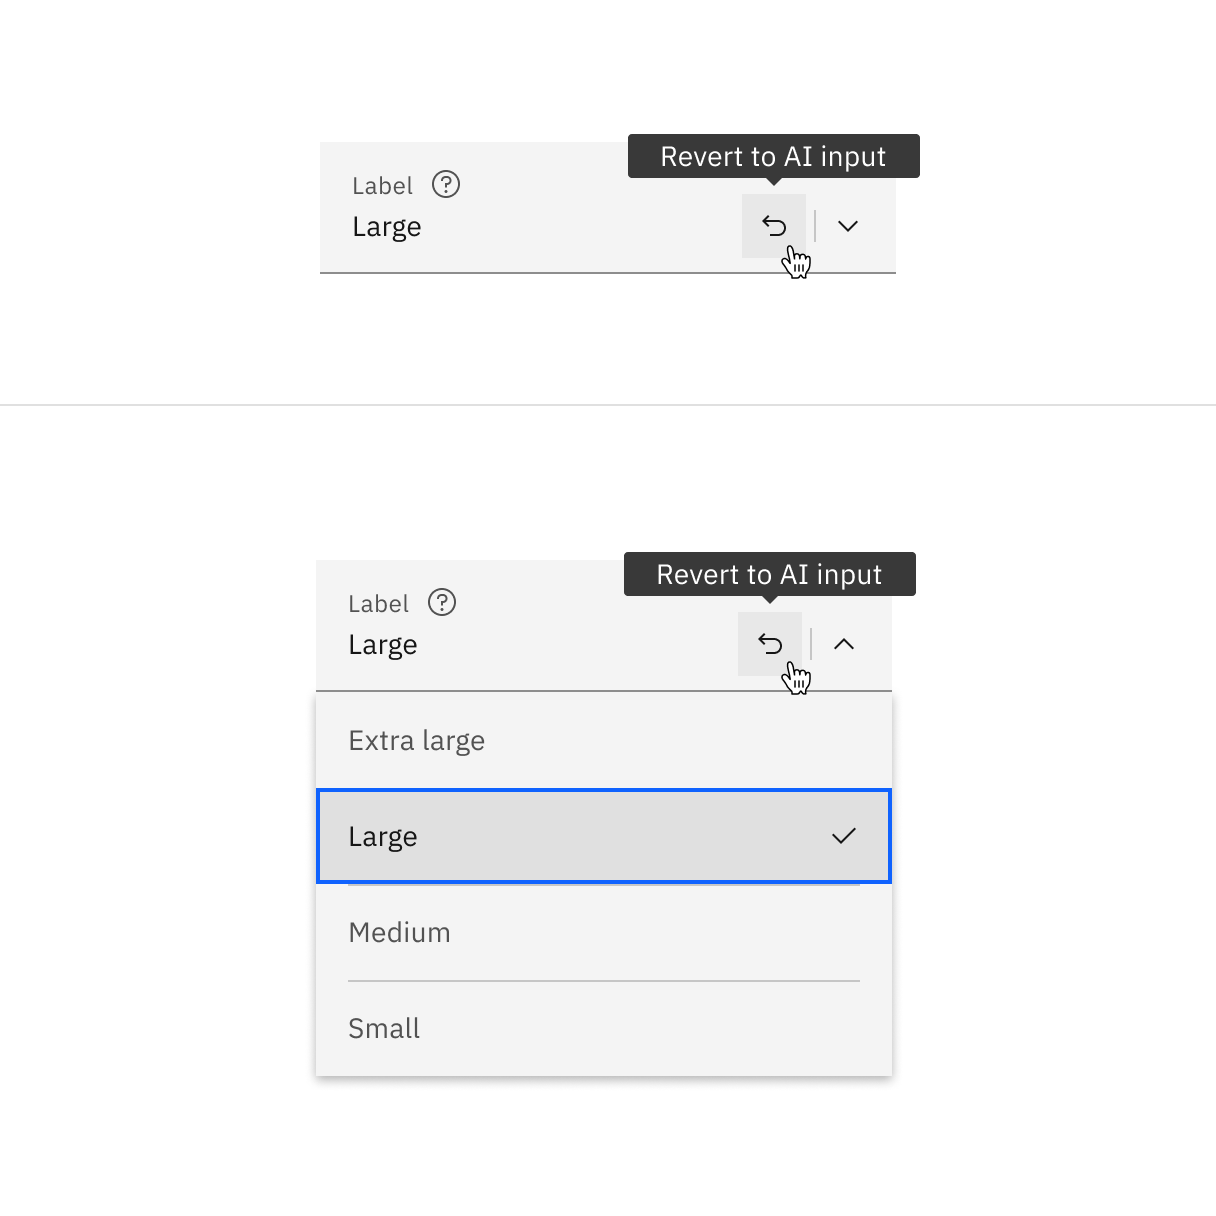 Revert to AI input
Label
Large
Revert to AI input
Label
Large
Extra large
Large
Medium
Small